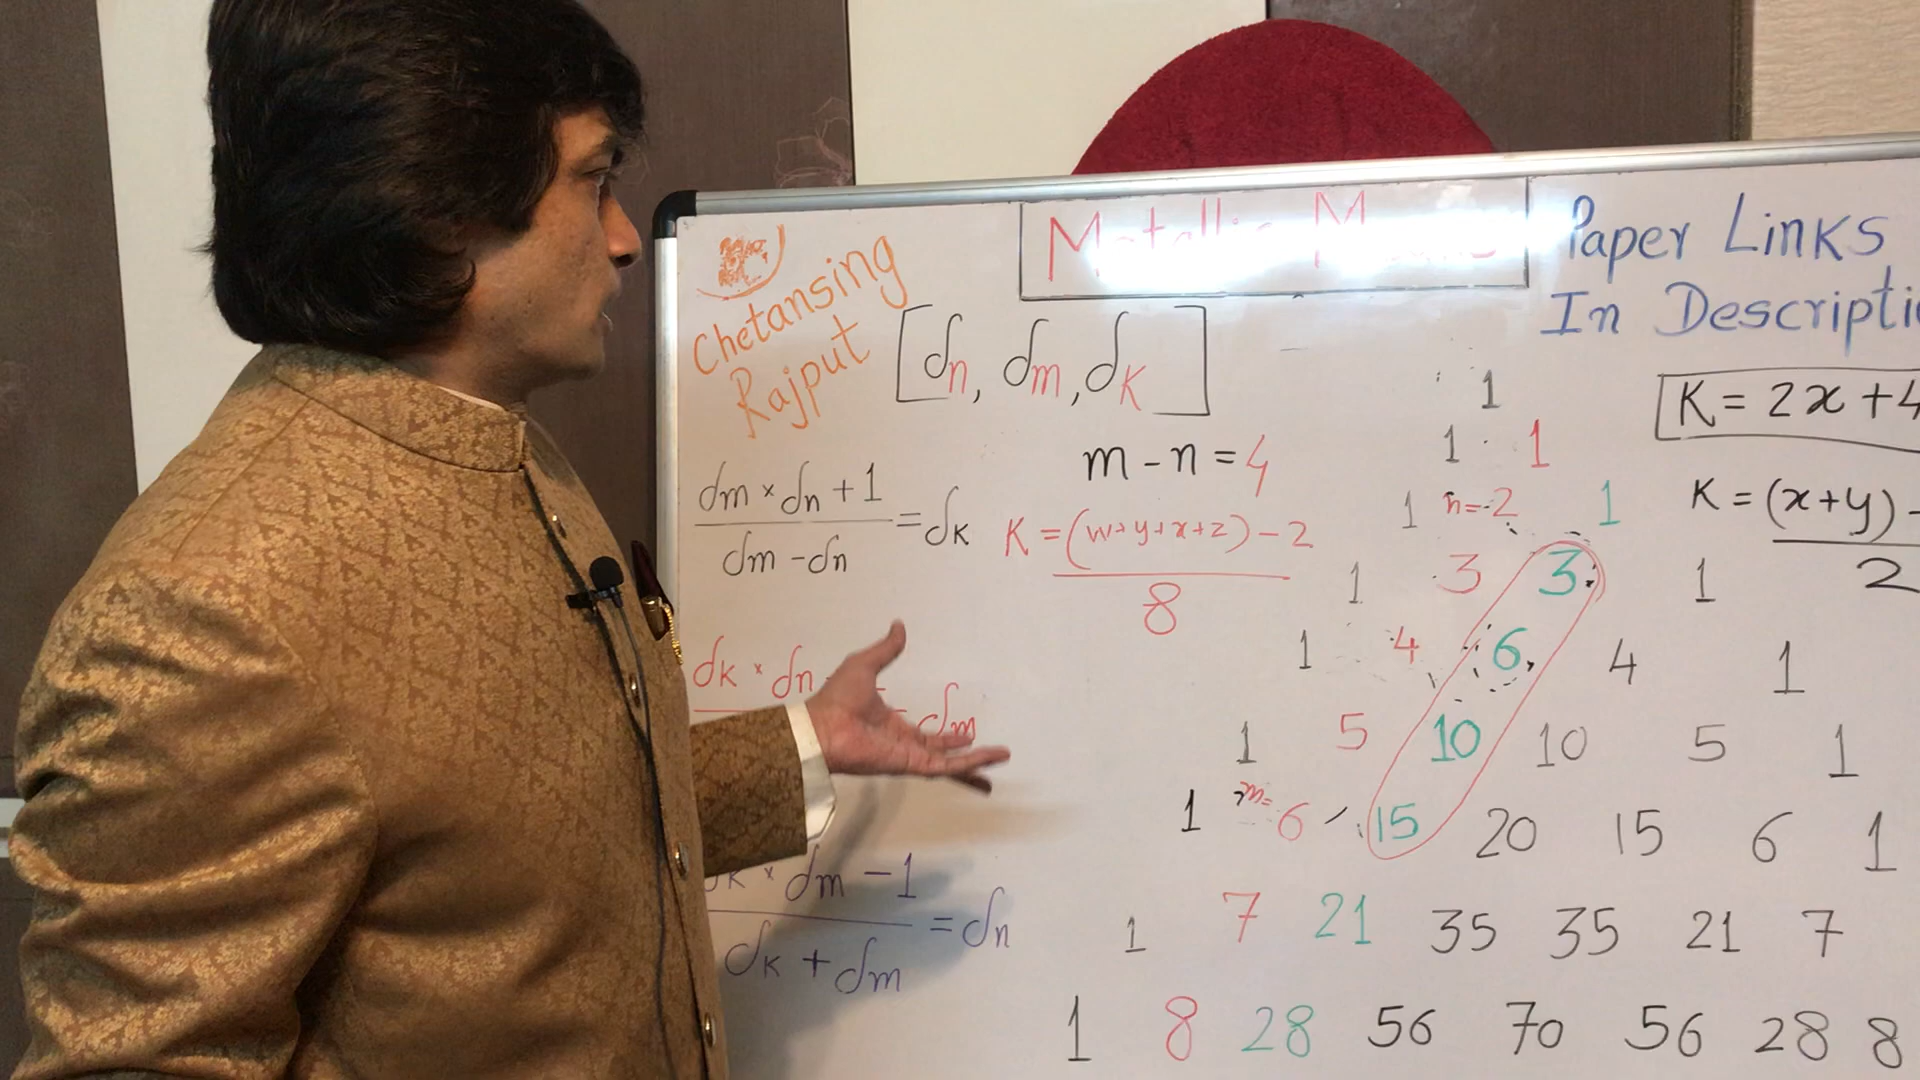 Chetansing
Rajput
Metallic Means
Paper Links
In Descripti
[δn, δm, δK]
δm × δn + 1
δm - δn
= δK
m - n = 4
K = (w+y+x+z) - 2
8
δK × δn
= δm
δK × δm - 1
δK + δm
= δn
K = 2x + 4
K = (x+y) -
2
1
1 1
1 n=2 1
1 3 3 1
1 4 6 4 1
1 5 10 10 5 1
1 m=6 15 20 15 6 1
1 7 21 35 35 21 7
1 8 28 56 70 56 28 8